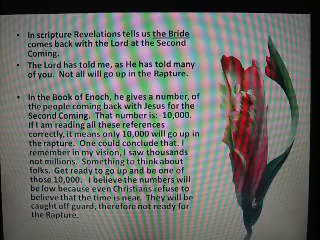 • In scripture Revelations tells us the Bride
comes back with the Lord at the Second
Coming.
• The Lord has told me, as He has told many
of you. Not all will go up in the Rapture.
• In the Book of Enoch, he gives a number, of
the people coming back with Jesus for the
Second Coming. That number is: 10,000.
If I am reading all these references
correctly, it means only 10,000 will go up in
the rapture. One could conclude that. I
remember in my vision, I saw thousands
not millions. Something to think about
folks. Get ready to go up and be one of
those 10,000. I believe the numbers will
be low because even Christians refuse to
believe that the time is near. They will be
caught off guard, therefore not ready for
the Rapture.